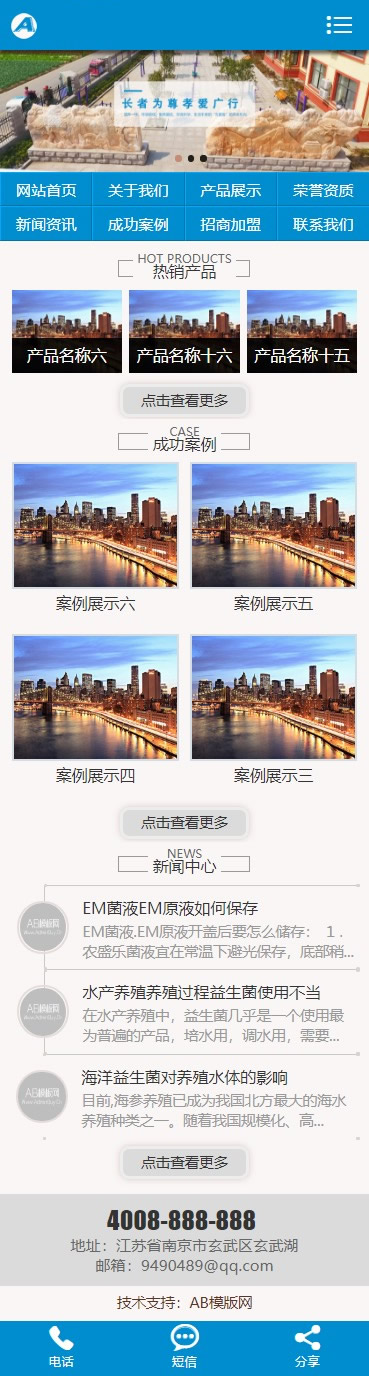 长者为尊孝爱广行
网站首页 关于我们 产品展示 荣誉资质
新闻资讯 成功案例 招商加盟 联系我们
HOT PRODUCTS
热销产品
产品名称六 产品名称十六 产品名称十五
点击查看更多
CASE
成功案例
案例展示六 案例展示五
案例展示四 案例展示三
点击查看更多
NEWS
新闻中心
EM菌液EM原液如何保存
AB模板网
EM菌液.EM原液开盖后要怎么储存： 1．
农盛乐菌液宜在常温下避光保存，底部稍...
水产养殖养殖过程益生菌使用不当
AB模板网
在水产养殖中，益生菌几乎是一个使用最
为普遍的产品，培水用，调水用，需要...
海洋益生菌对养殖水体的影响
AB模板网
目前,海参养殖已成为我国北方最大的海水
养殖种类之一。随着我国规模化、高...
点击查看更多
4008-888-888
地址：江苏省南京市玄武区玄武湖
邮箱：9490489@qq.com
技术支持：AB模版网
电话 短信 分享